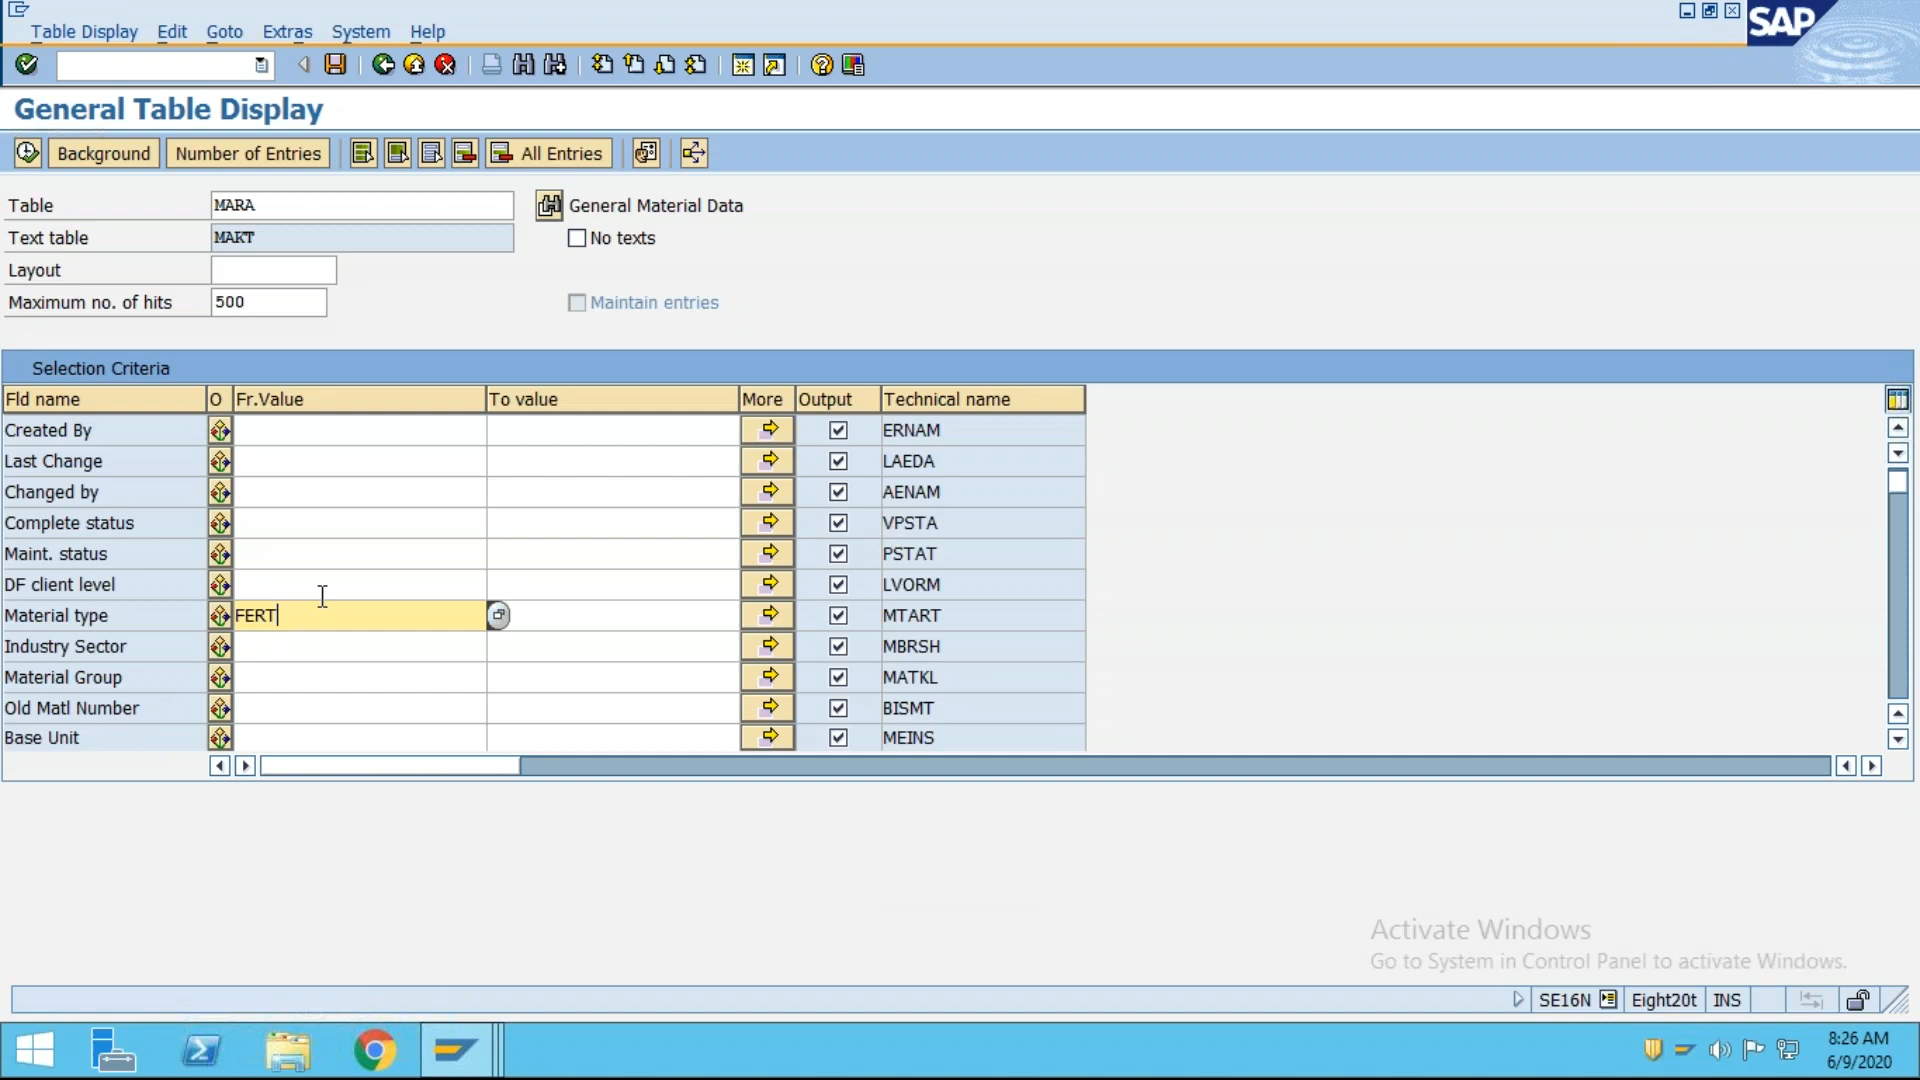 Table Display Edit Goto Extras System Help
SAP
General Table Display
Background Number of Entries All Entries
Table MARA General Material Data
Text table MAKT No texts
Layout
Maximum no. of hits 500 Maintain entries
Selection Criteria
Fld name O Fr.Value To value More Output Technical name
Created By ERNAM
Last Change LAEDA
Changed by AENAM
Complete status VPSTA
Maint. status PSTAT
DF client level LVORM
Material type FERT MTART
Industry Sector MBRSH
Material Group MATKL
Old Matl Number BISMT
Base Unit MEINS
Activate Windows
Go to System in Control Panel to activate Windows.
SE16N Eight20t INS
8:26 AM
6/9/2020